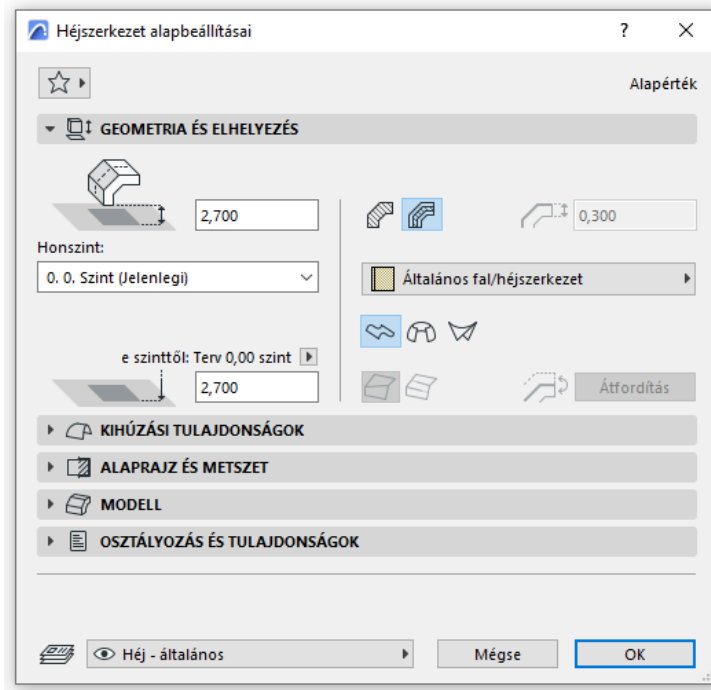 Héjszerkezet alapbeállításai
?
Alapérték
GEOMETRIA ÉS ELHELYEZÉS
2,700
0,300
Honszint:
0. 0. Szint (Jelenlegi)
Általános fal/héjszerkezet
e szinttől: Terv 0,00 szint
2,700
Átfordítás
KIHÚZÁSI TULAJDONSÁGOK
ALAPRAJZ ÉS METSZET
MODELL
OSZTÁLYOZÁS ÉS TULAJDONSÁGOK
Héj - általános
Mégse
OK